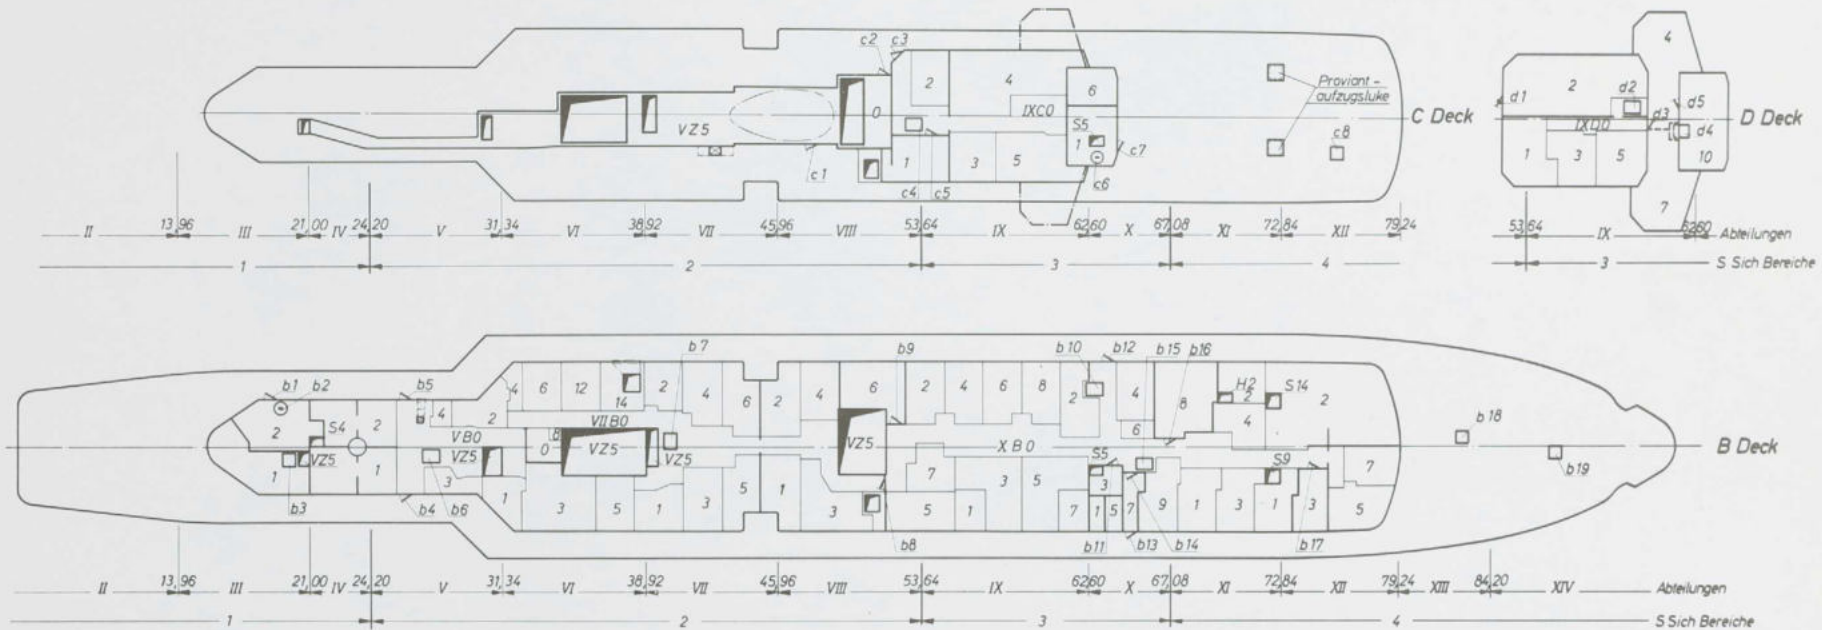 c2 c3
4
2 4 6
Proviant-
aufzugsluke
2 d2
d1 d5
0 IXC0 C Deck IXD0 d3 D Deck
VZ5 S5 d4
1 3 5 1 c8 1 3 5 10
c1 c4 c5 c6 c7
7
13,96 21,00 24,20 31,34 38,92 45,96 53,64 62,60 67,08 72,84 79,24 53,64 62,60
II III IV V VI VII VIII IX X XI XII IX Abteilungen
1 2 3 4 3 S Sich Bereiche
b7 b9 b10 b12 b15 b16
b1 b2 b5
4 6 12 14 2 4 6 2 4 6 2 4 6 8 2 4 8 H2 2 S14 2
2 S4 2 4 2 VIIB0 6 4 b18
VB0 8
1 VZ5 1 VZ5 0 VZ5 VZ5 VZ5 XB0 S5 S9 B Deck
3 7 3 7
1 3 5 1 3 5 1 3 5 1 3 5 7 1 5 7 9 1 3 1 3 5
b3 b4 b6 b8 b11 b13 b14 b17 b19
13,96 21,00 24,20 31,34 38,92 45,96 53,64 62,60 67,08 72,84 79,24 84,20
II III IV V VI VII VIII IX X XI XII XIII XIV Abteilungen
1 2 3 4 S Sich Bereiche